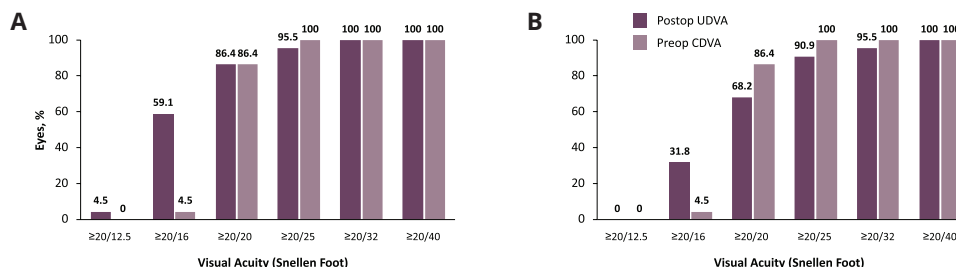 A
100
80
60
40
20
0
Eyes, %
4.5 0
59.1 4.5
86.4 86.4
95.5 100
100 100
100 100
≥20/12.5 ≥20/16 ≥20/20 ≥20/25 ≥20/32 ≥20/40
Visual Acuity (Snellen Foot)
B
Postop UDVA
Preop CDVA
100
80
60
40
20
0
0 0
31.8 4.5
68.2 86.4
90.9 100
95.5 100
100 100
≥20/12.5 ≥20/16 ≥20/20 ≥20/25 ≥20/32 ≥20/40
Visual Acuity (Snellen Foot)